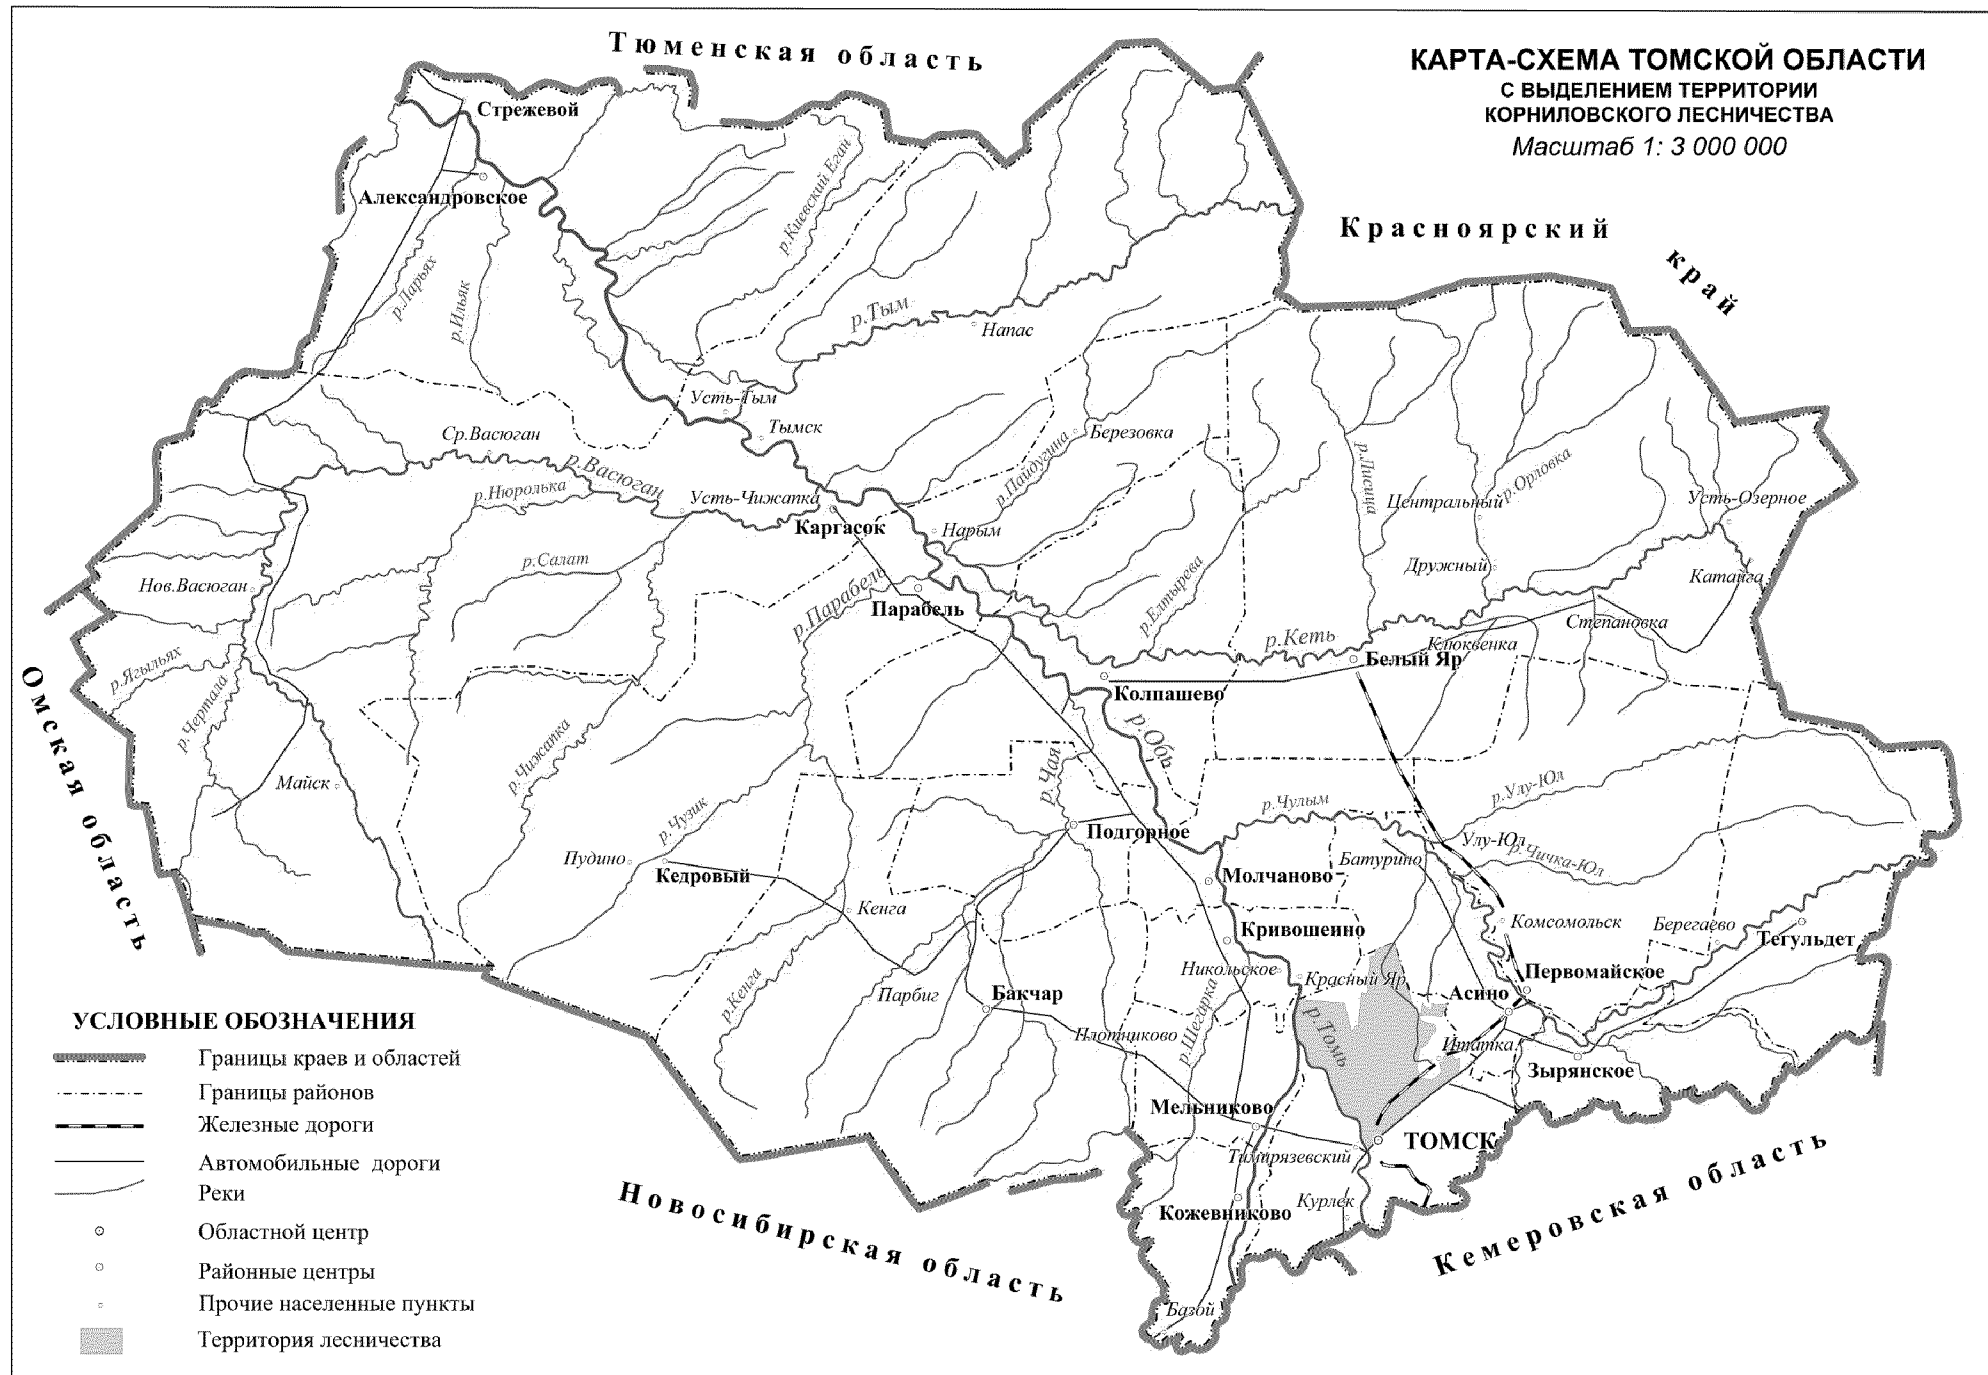 Тюменская область
КАРТА-СХЕМА ТОМСКОЙ ОБЛАСТИ
С ВЫДЕЛЕНИЕМ ТЕРРИТОРИИ
КОРНИЛОВСКОГО ЛЕСНИЧЕСТВА
Масштаб 1: 3 000 000
Стрежевой
Александровское
р.Киевский Еган
Красноярский
край
р.Ларьях
р.Ильяк
р.Тым
Напас
Усть-Тым
Тымск
Ср.Васюган
р.Васюган
р.Нюролька
Усть-Чижапка
Каргасок
Березовка
р.Пайдугина
Нарым
р.Лисица
Центральный
р.Орловка
Усть-Озерное
р.Салат
Нов.Васюган
р.Парабель
Парабель
р.Елтырева
Дружный
Катайга
Степановка
р.Кеть
Клюквенка
Белый Яр
Колпашево
р.Ягыльях
р.Чертала
Омская область
р.Обь
р.Чижапка
Майск
р.Чая
р.Чузик
р.Чулым
р.Улу-Юл
Подгорное
Улу-Юл
р.Чичка-Юл
Батурино
Пудино
Кедровый
Молчаново
Кенга
Кривошеино
Комсомольск
Берегаево
Тегульдет
Никольское
Красный Яр
Первомайское
р.Кенга
Парбиг
Бакчар
Асино
р.Шегарка
р.Томь
Плотниково
Итатка
Зырянское
Мельниково
ТОМСК
Тимирязевский
Курлек
Кожевниково
Базой
Новосибирская область
Кемеровская область
УСЛОВНЫЕ ОБОЗНАЧЕНИЯ
Границы краев и областей
Границы районов
Железные дороги
Автомобильные дороги
Реки
Областной центр
Районные центры
Прочие населенные пункты
Территория лесничества